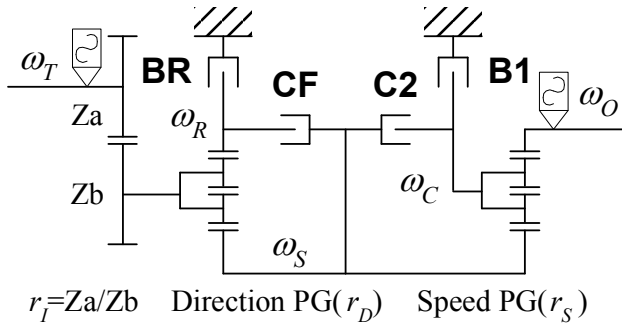 ω_T
BR
CF
C2
B1
ω_O
Za
ω_R
Zb
ω_C
ω_S
r_I=Za/Zb Direction PG(r_D) Speed PG(r_S)